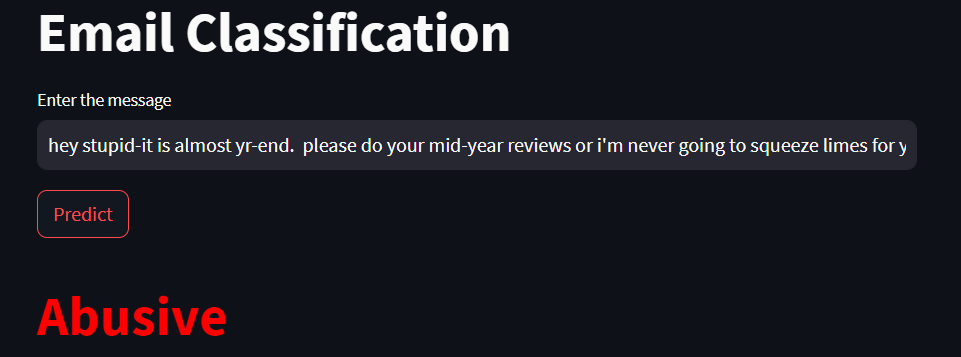 Email Classification
Enter the message
hey stupid-it is almost yr-end.  please do your mid-year reviews or i'm never going to squeeze limes for
Predict
Abusive